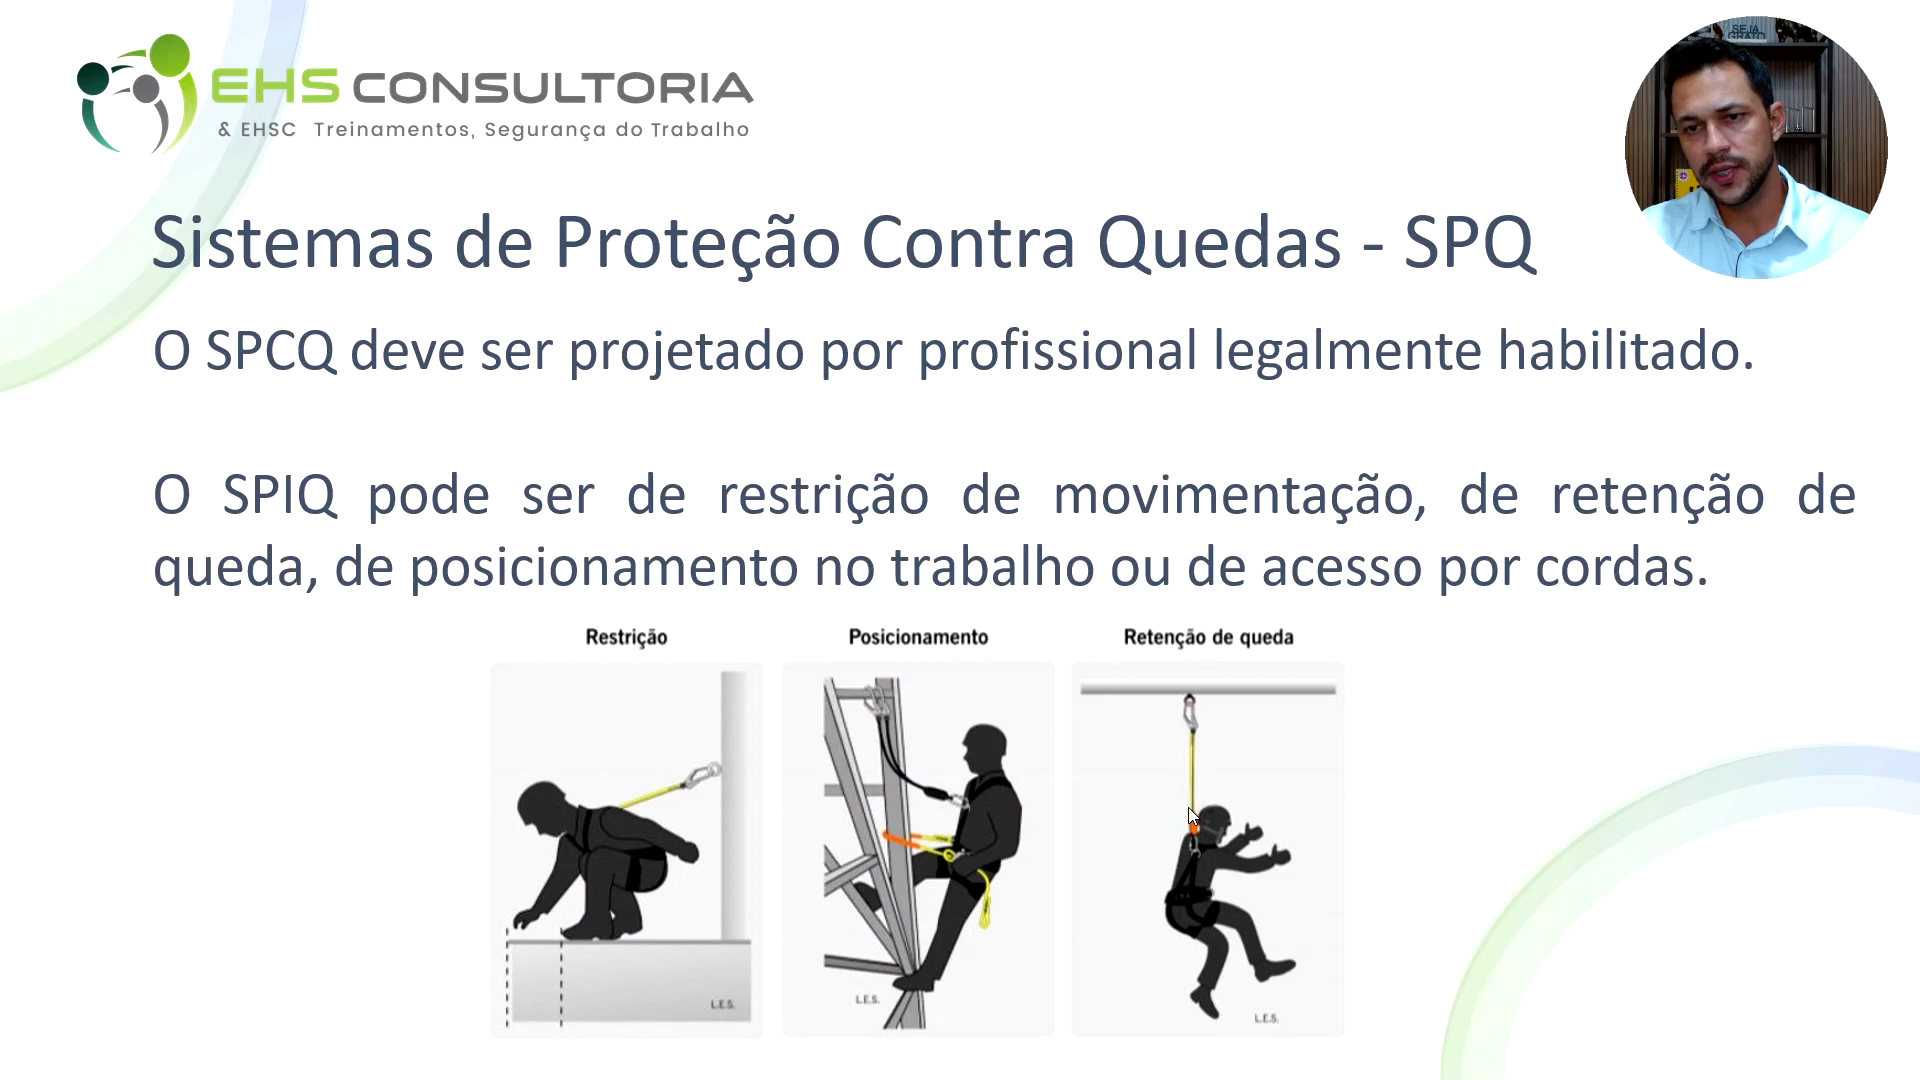 EHS CONSULTORIA
& EHSC Treinamentos, Segurança do Trabalho
SEJA
GRATO
Sistemas de Proteção Contra Quedas - SPQ
O SPCQ deve ser projetado por profissional legalmente habilitado.
O SPIQ pode ser de restrição de movimentação, de retenção de
queda, de posicionamento no trabalho ou de acesso por cordas.
Restrição
Posicionamento
Retenção de queda
L.E.S.
L.E.S.
L.E.S.